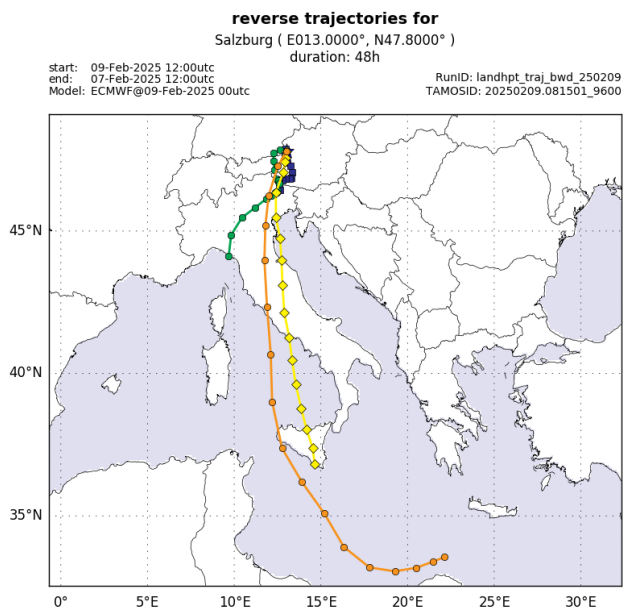 reverse trajectories for
Salzburg ( E013.0000°, N47.8000° )
duration: 48h
start: 09-Feb-2025 12:00utc
end: 07-Feb-2025 12:00utc
Model: ECMWF@09-Feb-2025 00utc
RunID: landhpt_traj_bwd_250209
TAMOSID: 20250209.081501_9600
45°N
40°N
35°N
0° 5°E 10°E 15°E 20°E 25°E 30°E